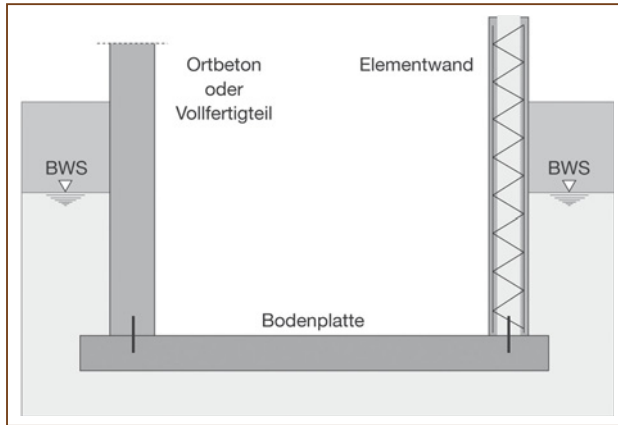 Ortbeton
oder
Vollfertigteil
Elementwand
BWS
BWS
Bodenplatte